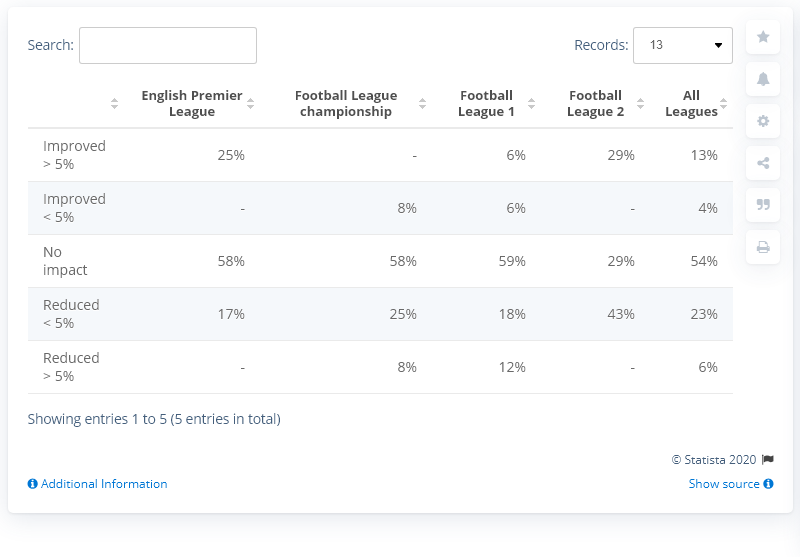 Search:
Records: 13
English Premier League
Football League championship
Football League 1
Football League 2
All Leagues
Improved > 5% 25% - 6% 29% 13%
Improved < 5% - 8% 6% - 4%
No impact 58% 58% 59% 29% 54%
Reduced < 5% 17% 25% 18% 43% 23%
Reduced > 5% - 8% 12% - 6%
Showing entries 1 to 5 (5 entries in total)
© Statista 2020
Additional Information
Show source